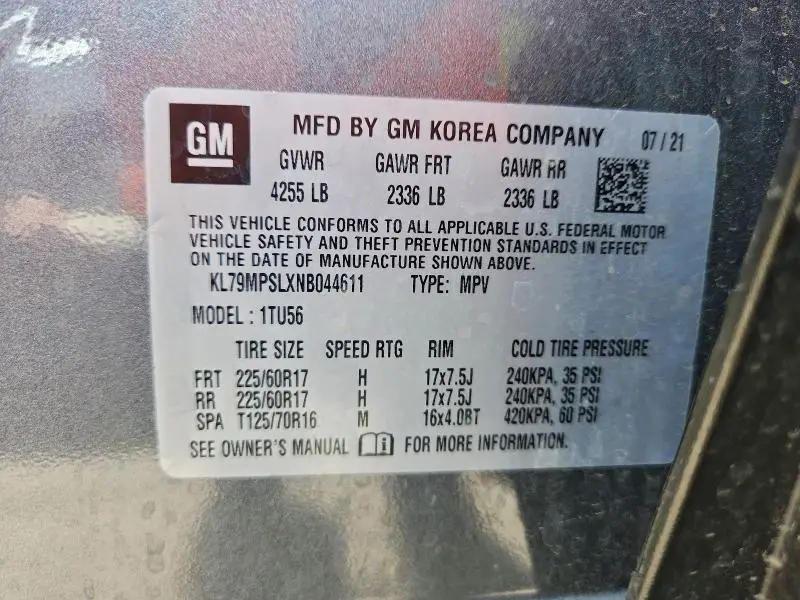 GM
MFD BY GM KOREA COMPANY 07 / 21
GVWR GAWR FRT GAWR RR
4255 LB 2336 LB 2336 LB
THIS VEHICLE CONFORMS TO ALL APPLICABLE U.S. FEDERAL MOTOR
VEHICLE SAFETY AND THEFT PREVENTION STANDARDS IN EFFECT
ON THE DATE OF MANUFACTURE SHOWN ABOVE.
KL79MPSLXNB044611 TYPE: MPV
MODEL : 1TU56
TIRE SIZE SPEED RTG RIM COLD TIRE PRESSURE
FRT 225/60R17 H 17x7.5J 240KPA, 35 PSI
RR 225/60R17 H 17x7.5J 240KPA, 35 PSI
SPA T125/70R16 M 16x4.0BT 420KPA, 60 PSI
SEE OWNER'S MANUAL i FOR MORE INFORMATION.